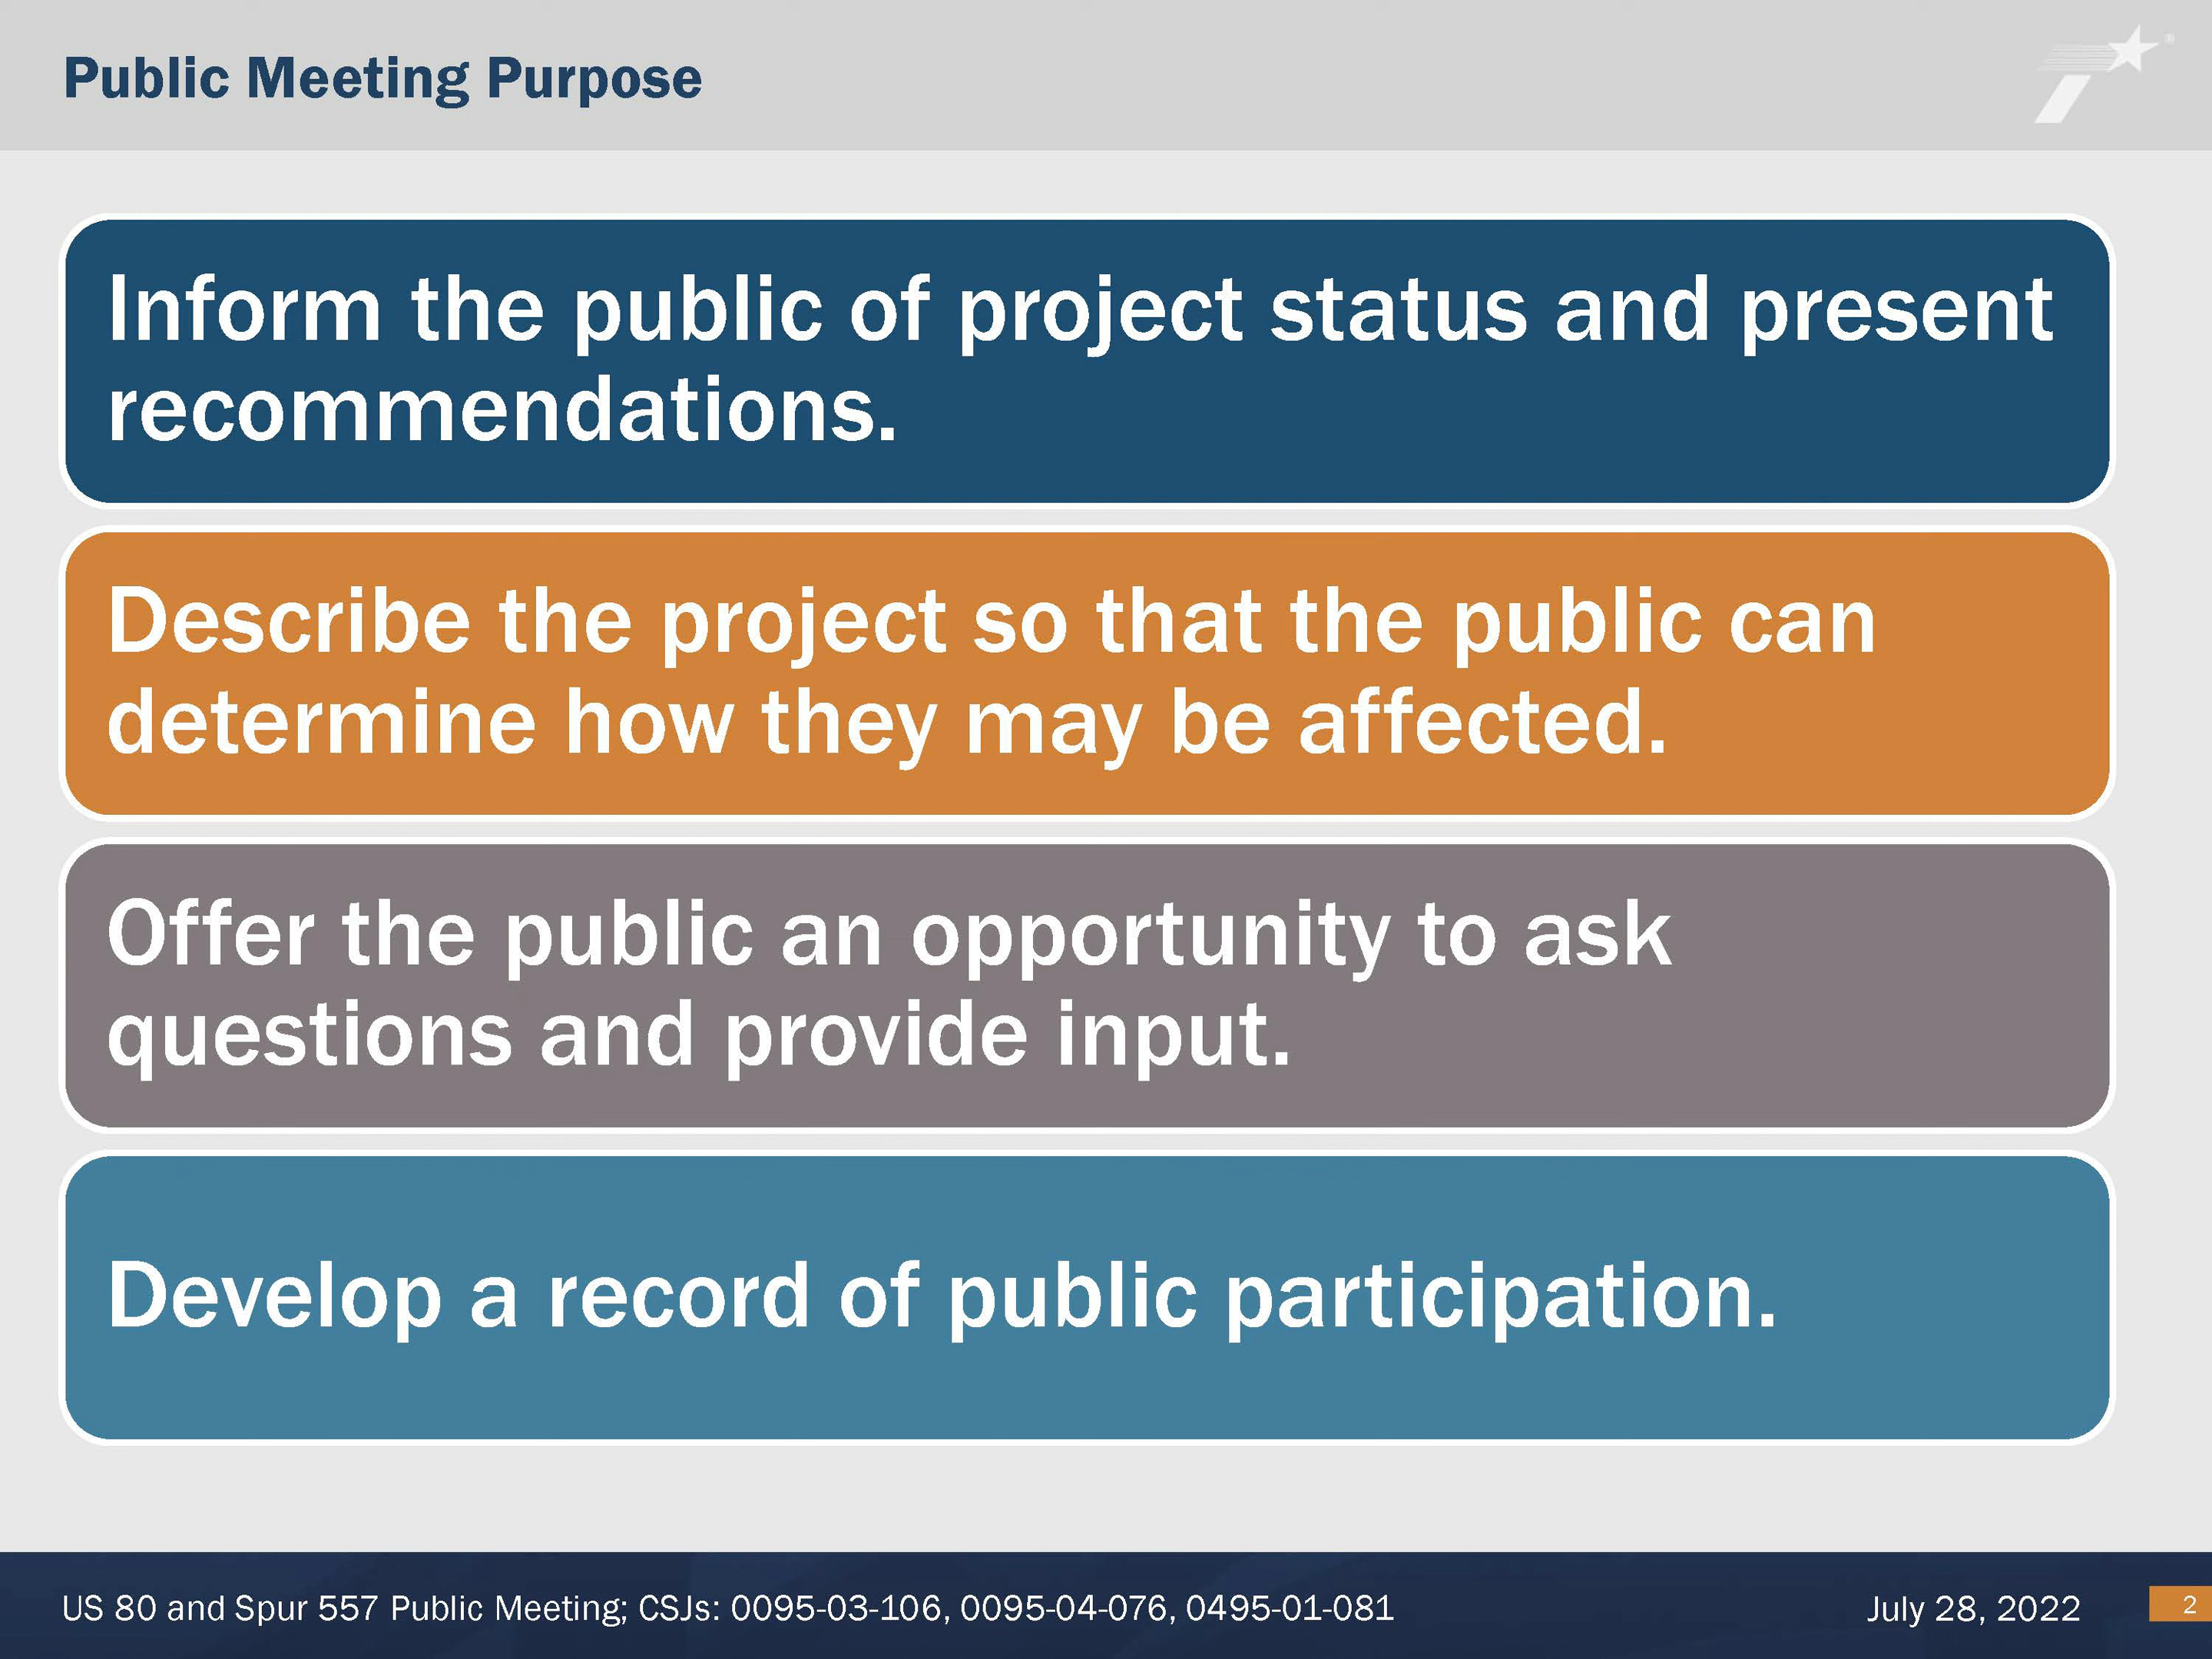 Public Meeting Purpose
Inform the public of project status and present
recommendations.
Describe the project so that the public can
determine how they may be affected.
Offer the public an opportunity to ask
questions and provide input.
Develop a record of public participation.
US 80 and Spur 557 Public Meeting; CSJs: 0095-03-106, 0095-04-076, 0495-01-081
July 28, 2022
2